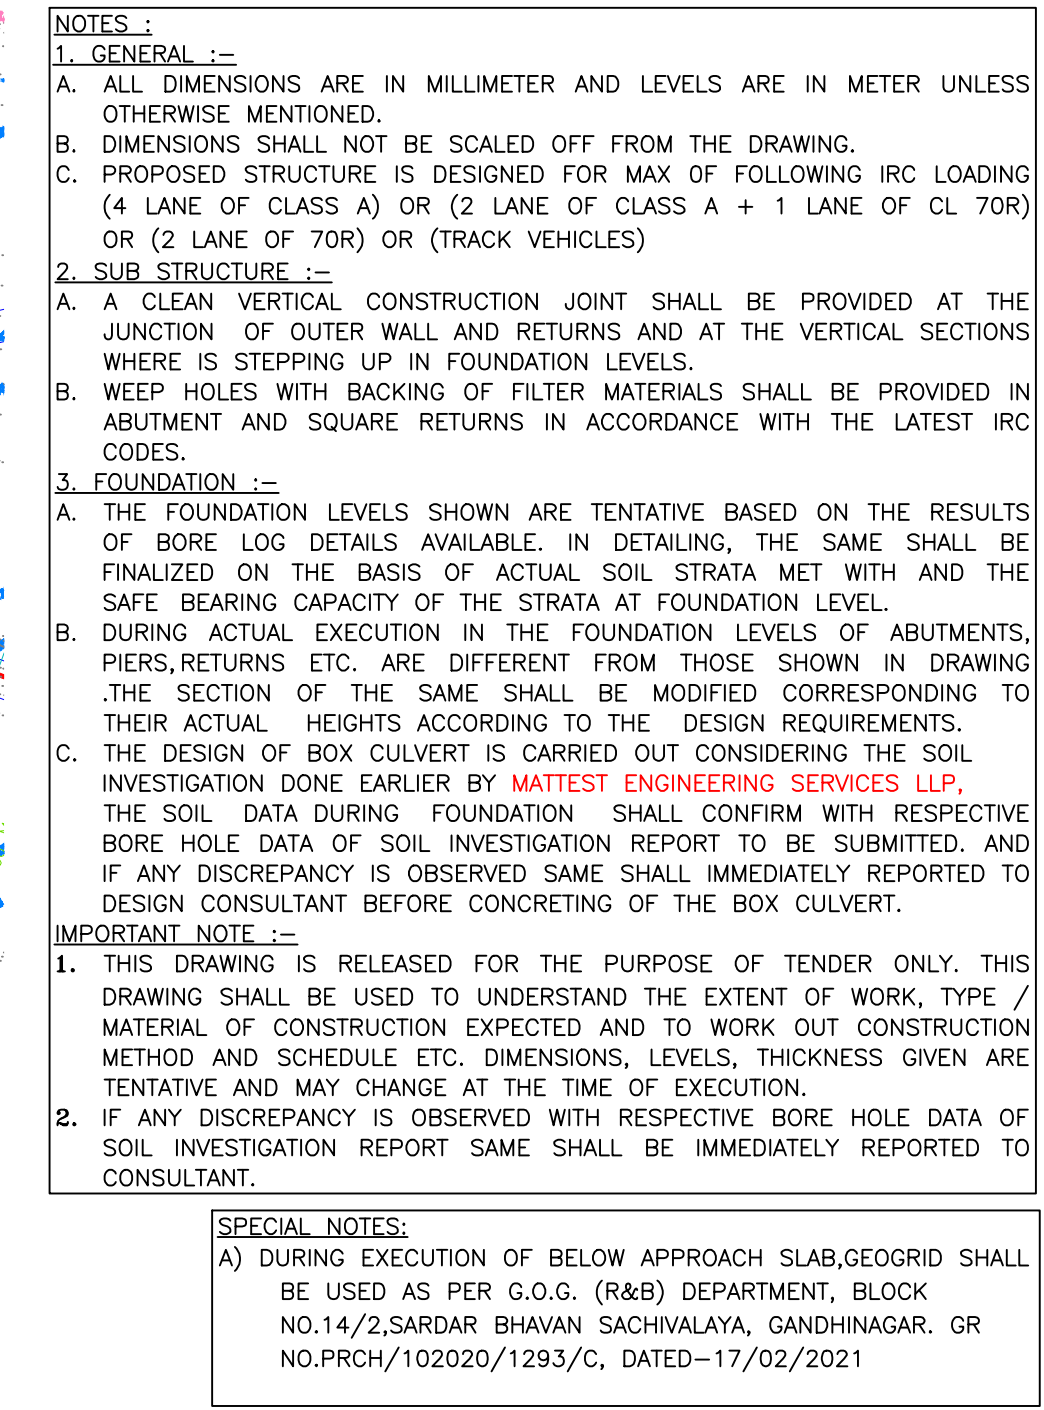 NOTES :
1. GENERAL :–
A. ALL DIMENSIONS ARE IN MILLIMETER AND LEVELS ARE IN METER UNLESS
OTHERWISE MENTIONED.
B. DIMENSIONS SHALL NOT BE SCALED OFF FROM THE DRAWING.
C. PROPOSED STRUCTURE IS DESIGNED FOR MAX OF FOLLOWING IRC LOADING
(4 LANE OF CLASS A) OR (2 LANE OF CLASS A + 1 LANE OF CL 70R)
OR (2 LANE OF 70R) OR (TRACK VEHICLES)
2. SUB STRUCTURE :–
A. A CLEAN VERTICAL CONSTRUCTION JOINT SHALL BE PROVIDED AT THE
JUNCTION OF OUTER WALL AND RETURNS AND AT THE VERTICAL SECTIONS
WHERE IS STEPPING UP IN FOUNDATION LEVELS.
B. WEEP HOLES WITH BACKING OF FILTER MATERIALS SHALL BE PROVIDED IN
ABUTMENT AND SQUARE RETURNS IN ACCORDANCE WITH THE LATEST IRC
CODES.
3. FOUNDATION :–
A. THE FOUNDATION LEVELS SHOWN ARE TENTATIVE BASED ON THE RESULTS
OF BORE LOG DETAILS AVAILABLE. IN DETAILING, THE SAME SHALL BE
FINALIZED ON THE BASIS OF ACTUAL SOIL STRATA MET WITH AND THE
SAFE BEARING CAPACITY OF THE STRATA AT FOUNDATION LEVEL.
B. DURING ACTUAL EXECUTION IN THE FOUNDATION LEVELS OF ABUTMENTS,
PIERS,RETURNS ETC. ARE DIFFERENT FROM THOSE SHOWN IN DRAWING
.THE SECTION OF THE SAME SHALL BE MODIFIED CORRESPONDING TO
THEIR ACTUAL HEIGHTS ACCORDING TO THE DESIGN REQUIREMENTS.
C. THE DESIGN OF BOX CULVERT IS CARRIED OUT CONSIDERING THE SOIL
INVESTIGATION DONE EARLIER BY MATTEST ENGINEERING SERVICES LLP,
THE SOIL DATA DURING FOUNDATION SHALL CONFIRM WITH RESPECTIVE
BORE HOLE DATA OF SOIL INVESTIGATION REPORT TO BE SUBMITTED. AND
IF ANY DISCREPANCY IS OBSERVED SAME SHALL IMMEDIATELY REPORTED TO
DESIGN CONSULTANT BEFORE CONCRETING OF THE BOX CULVERT.
IMPORTANT NOTE :–
1. THIS DRAWING IS RELEASED FOR THE PURPOSE OF TENDER ONLY. THIS
DRAWING SHALL BE USED TO UNDERSTAND THE EXTENT OF WORK, TYPE /
MATERIAL OF CONSTRUCTION EXPECTED AND TO WORK OUT CONSTRUCTION
METHOD AND SCHEDULE ETC. DIMENSIONS, LEVELS, THICKNESS GIVEN ARE
TENTATIVE AND MAY CHANGE AT THE TIME OF EXECUTION.
2. IF ANY DISCREPANCY IS OBSERVED WITH RESPECTIVE BORE HOLE DATA OF
SOIL INVESTIGATION REPORT SAME SHALL BE IMMEDIATELY REPORTED TO
CONSULTANT.
SPECIAL NOTES:
A) DURING EXECUTION OF BELOW APPROACH SLAB,GEOGRID SHALL
BE USED AS PER G.O.G. (R&B) DEPARTMENT, BLOCK
NO.14/2,SARDAR BHAVAN SACHIVALAYA, GANDHINAGAR. GR
NO.PRCH/102020/1293/C, DATED–17/02/2021